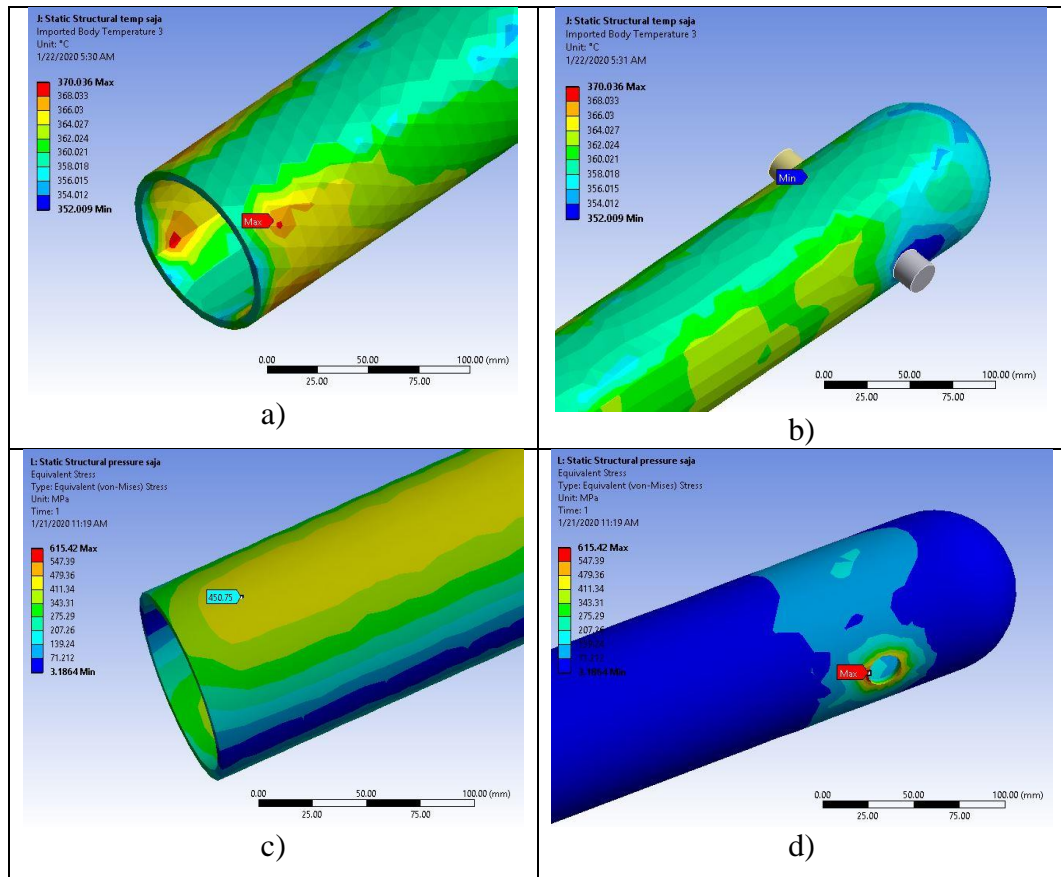 J: Static Structural temp saja
Imported Body Temperature 3
Unit: °C
1/22/2020 5:30 AM
370.036 Max
368.033
366.03
364.027
362.024
360.021
358.018
356.015
354.012
352.009 Min
Max
0.00 50.00 100.00 (mm)
25.00 75.00
a)
J: Static Structural temp saja
Imported Body Temperature 3
Unit: °C
1/22/2020 5:31 AM
370.036 Max
368.033
366.03
364.027
362.024
360.021
358.018
356.015
354.012
352.009 Min
Min
0.00 50.00 100.00 (mm)
25.00 75.00
b)
L: Static Structural pressure saja
Equivalent Stress
Type: Equivalent (von-Mises) Stress
Unit: MPa
Time: 1
1/21/2020 11:19 AM
615.42 Max
547.39
479.36
411.34
343.31
275.29
207.26
139.24
71.212
3.1864 Min
450.75
0.00 50.00 100.00 (mm)
25.00 75.00
c)
L: Static Structural pressure saja
Equivalent Stress
Type: Equivalent (von-Mises) Stress
Unit: MPa
Time: 1
1/21/2020 11:19 AM
615.42 Max
547.39
479.36
411.34
343.31
275.29
207.26
139.24
71.212
3.1864 Min
Max
0.00 50.00 100.00 (mm)
25.00 75.00
d)